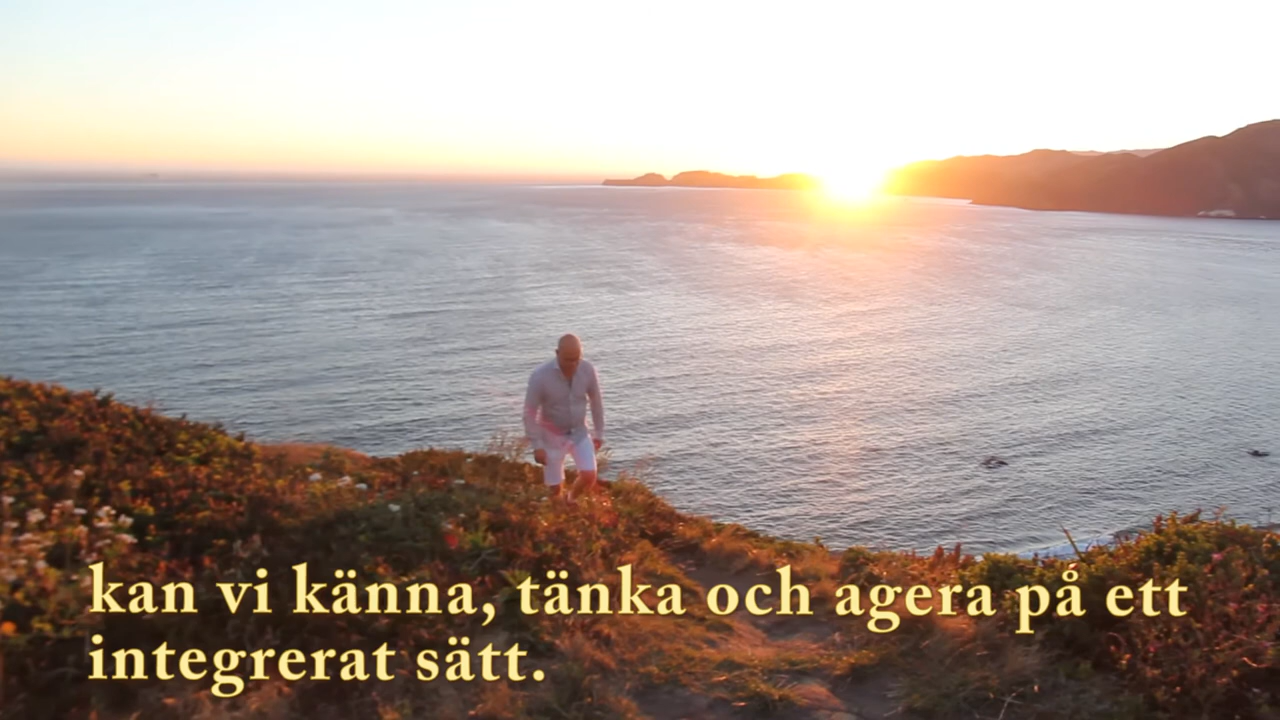 kan vi känna, tänka och agera på ett
integrerat sätt.